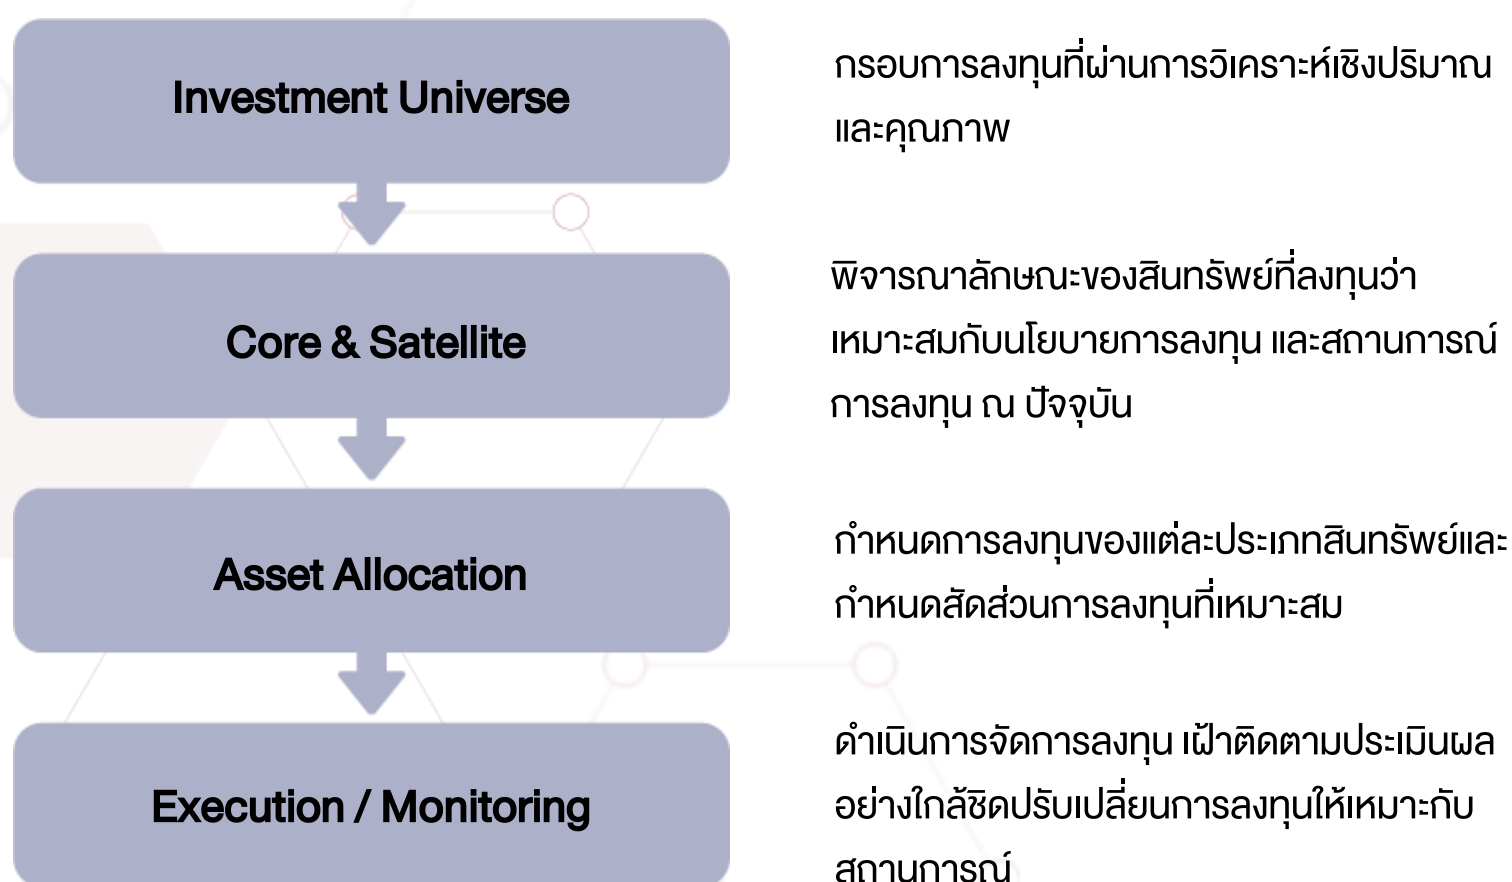 Investment Universe
กรอบการลงทุนที่ผ่านการวิเคราะห์เชิงปริมาณ
และคุณภาพ
Core & Satellite
พิจารณาลักษณะของสินทรัพย์ที่ลงทุนว่า
เหมาะสมกับนโยบายการลงทุน และสถานการณ์
การลงทุน ณ ปัจจุบัน
Asset Allocation
กำหนดการลงทุนของแต่ละประเภทสินทรัพย์และ
กำหนดสัดส่วนการลงทุนที่เหมาะสม
Execution / Monitoring
ดำเนินการจัดการลงทุน เฝ้าติดตามประเมินผล
อย่างใกล้ชิดปรับเปลี่ยนการลงทุนให้เหมาะกับ
สถานการณ์